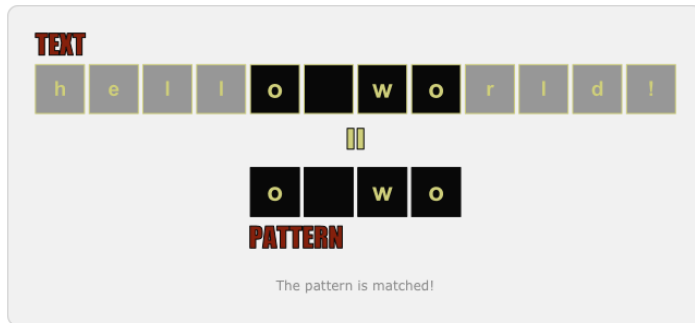 TEXT
h e l l o w o r l d !
o w o
PATTERN
The pattern is matched!